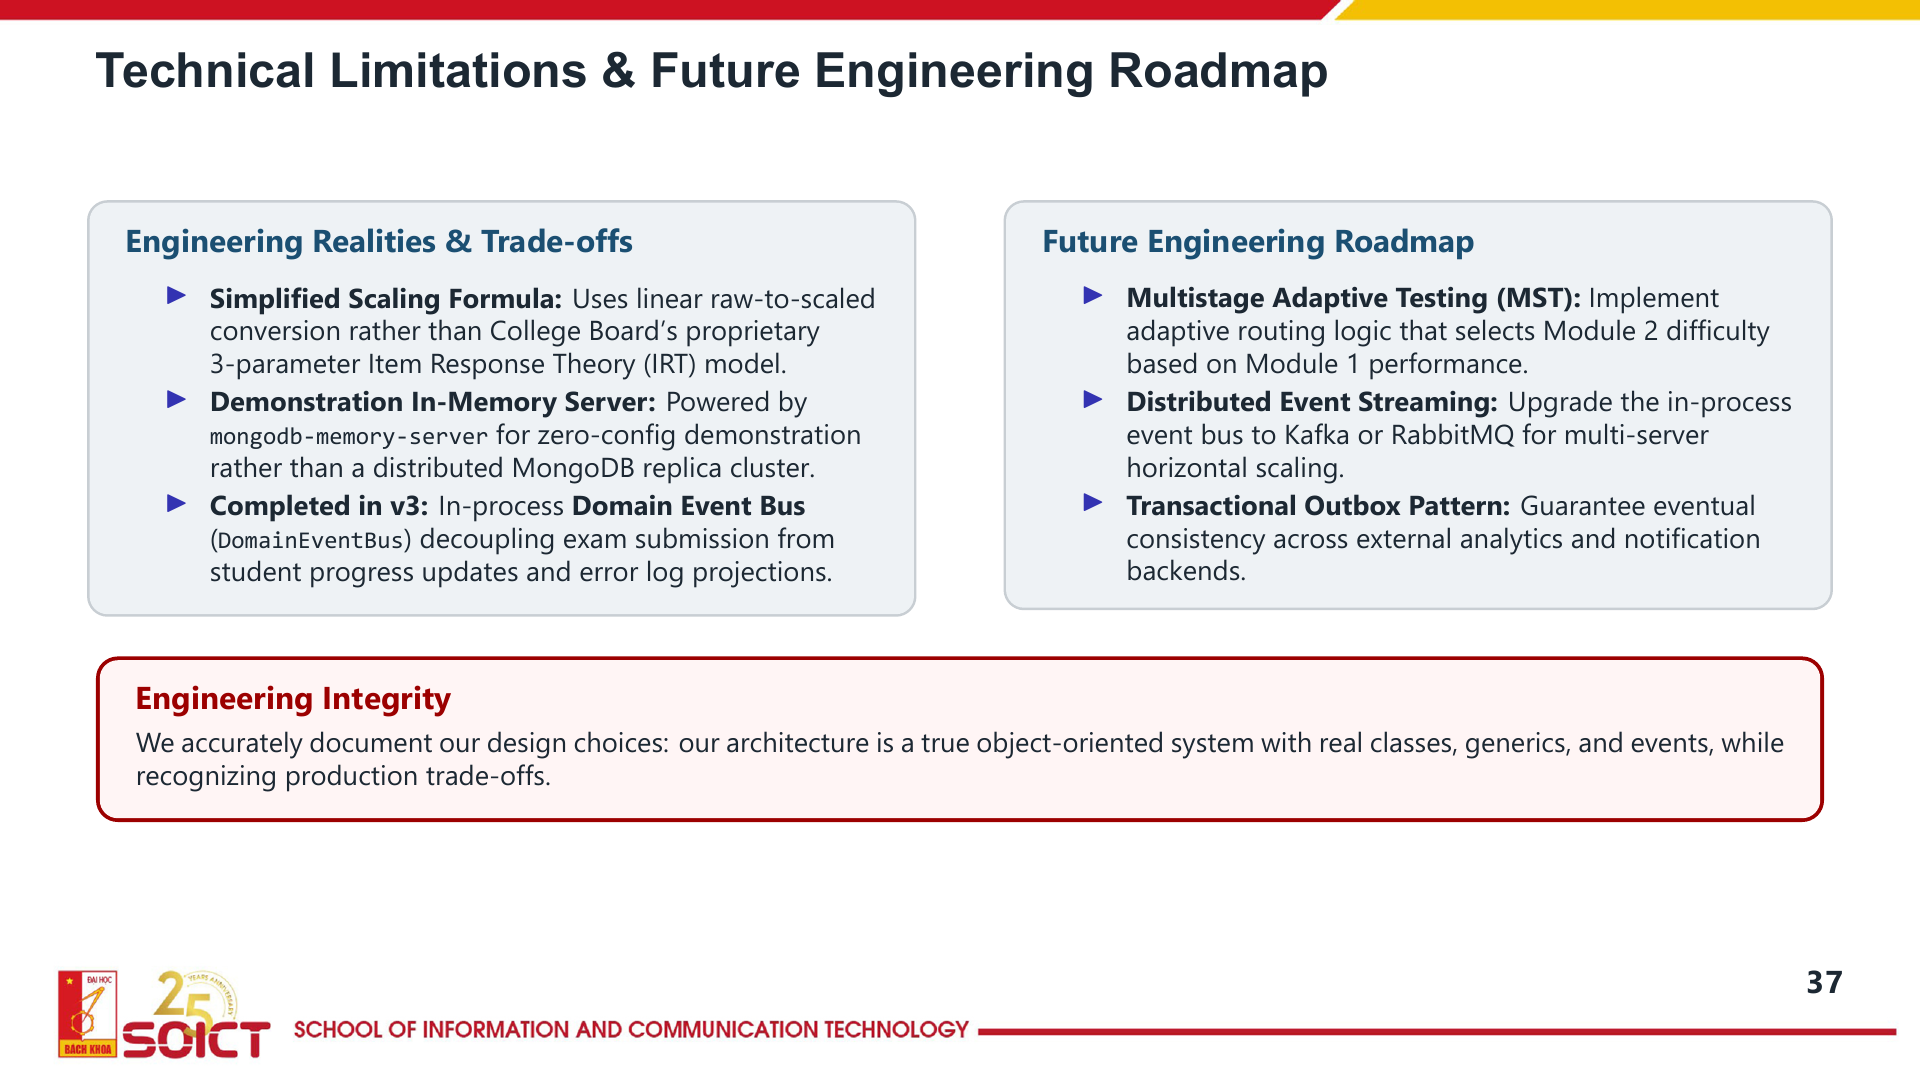 Technical Limitations & Future Engineering Roadmap
Engineering Realities & Trade-offs
Simplified Scaling Formula: Uses linear raw-to-scaled
conversion rather than College Board’s proprietary
3-parameter Item Response Theory (IRT) model.
Demonstration In-Memory Server: Powered by
mongodb-memory-server for zero-config demonstration
rather than a distributed MongoDB replica cluster.
Completed in v3: In-process Domain Event Bus
(DomainEventBus) decoupling exam submission from
student progress updates and error log projections.
Future Engineering Roadmap
Multistage Adaptive Testing (MST): Implement
adaptive routing logic that selects Module 2 difficulty
based on Module 1 performance.
Distributed Event Streaming: Upgrade the in-process
event bus to Kafka or RabbitMQ for multi-server
horizontal scaling.
Transactional Outbox Pattern: Guarantee eventual
consistency across external analytics and notification
backends.
Engineering Integrity
We accurately document our design choices: our architecture is a true object-oriented system with real classes, generics, and events, while
recognizing production trade-offs.
37
ĐẠI HỌC
BÁCH KHOA
25
YEARS ANNIVERSARY
SOICT
SCHOOL OF INFORMATION AND COMMUNICATION TECHNOLOGY